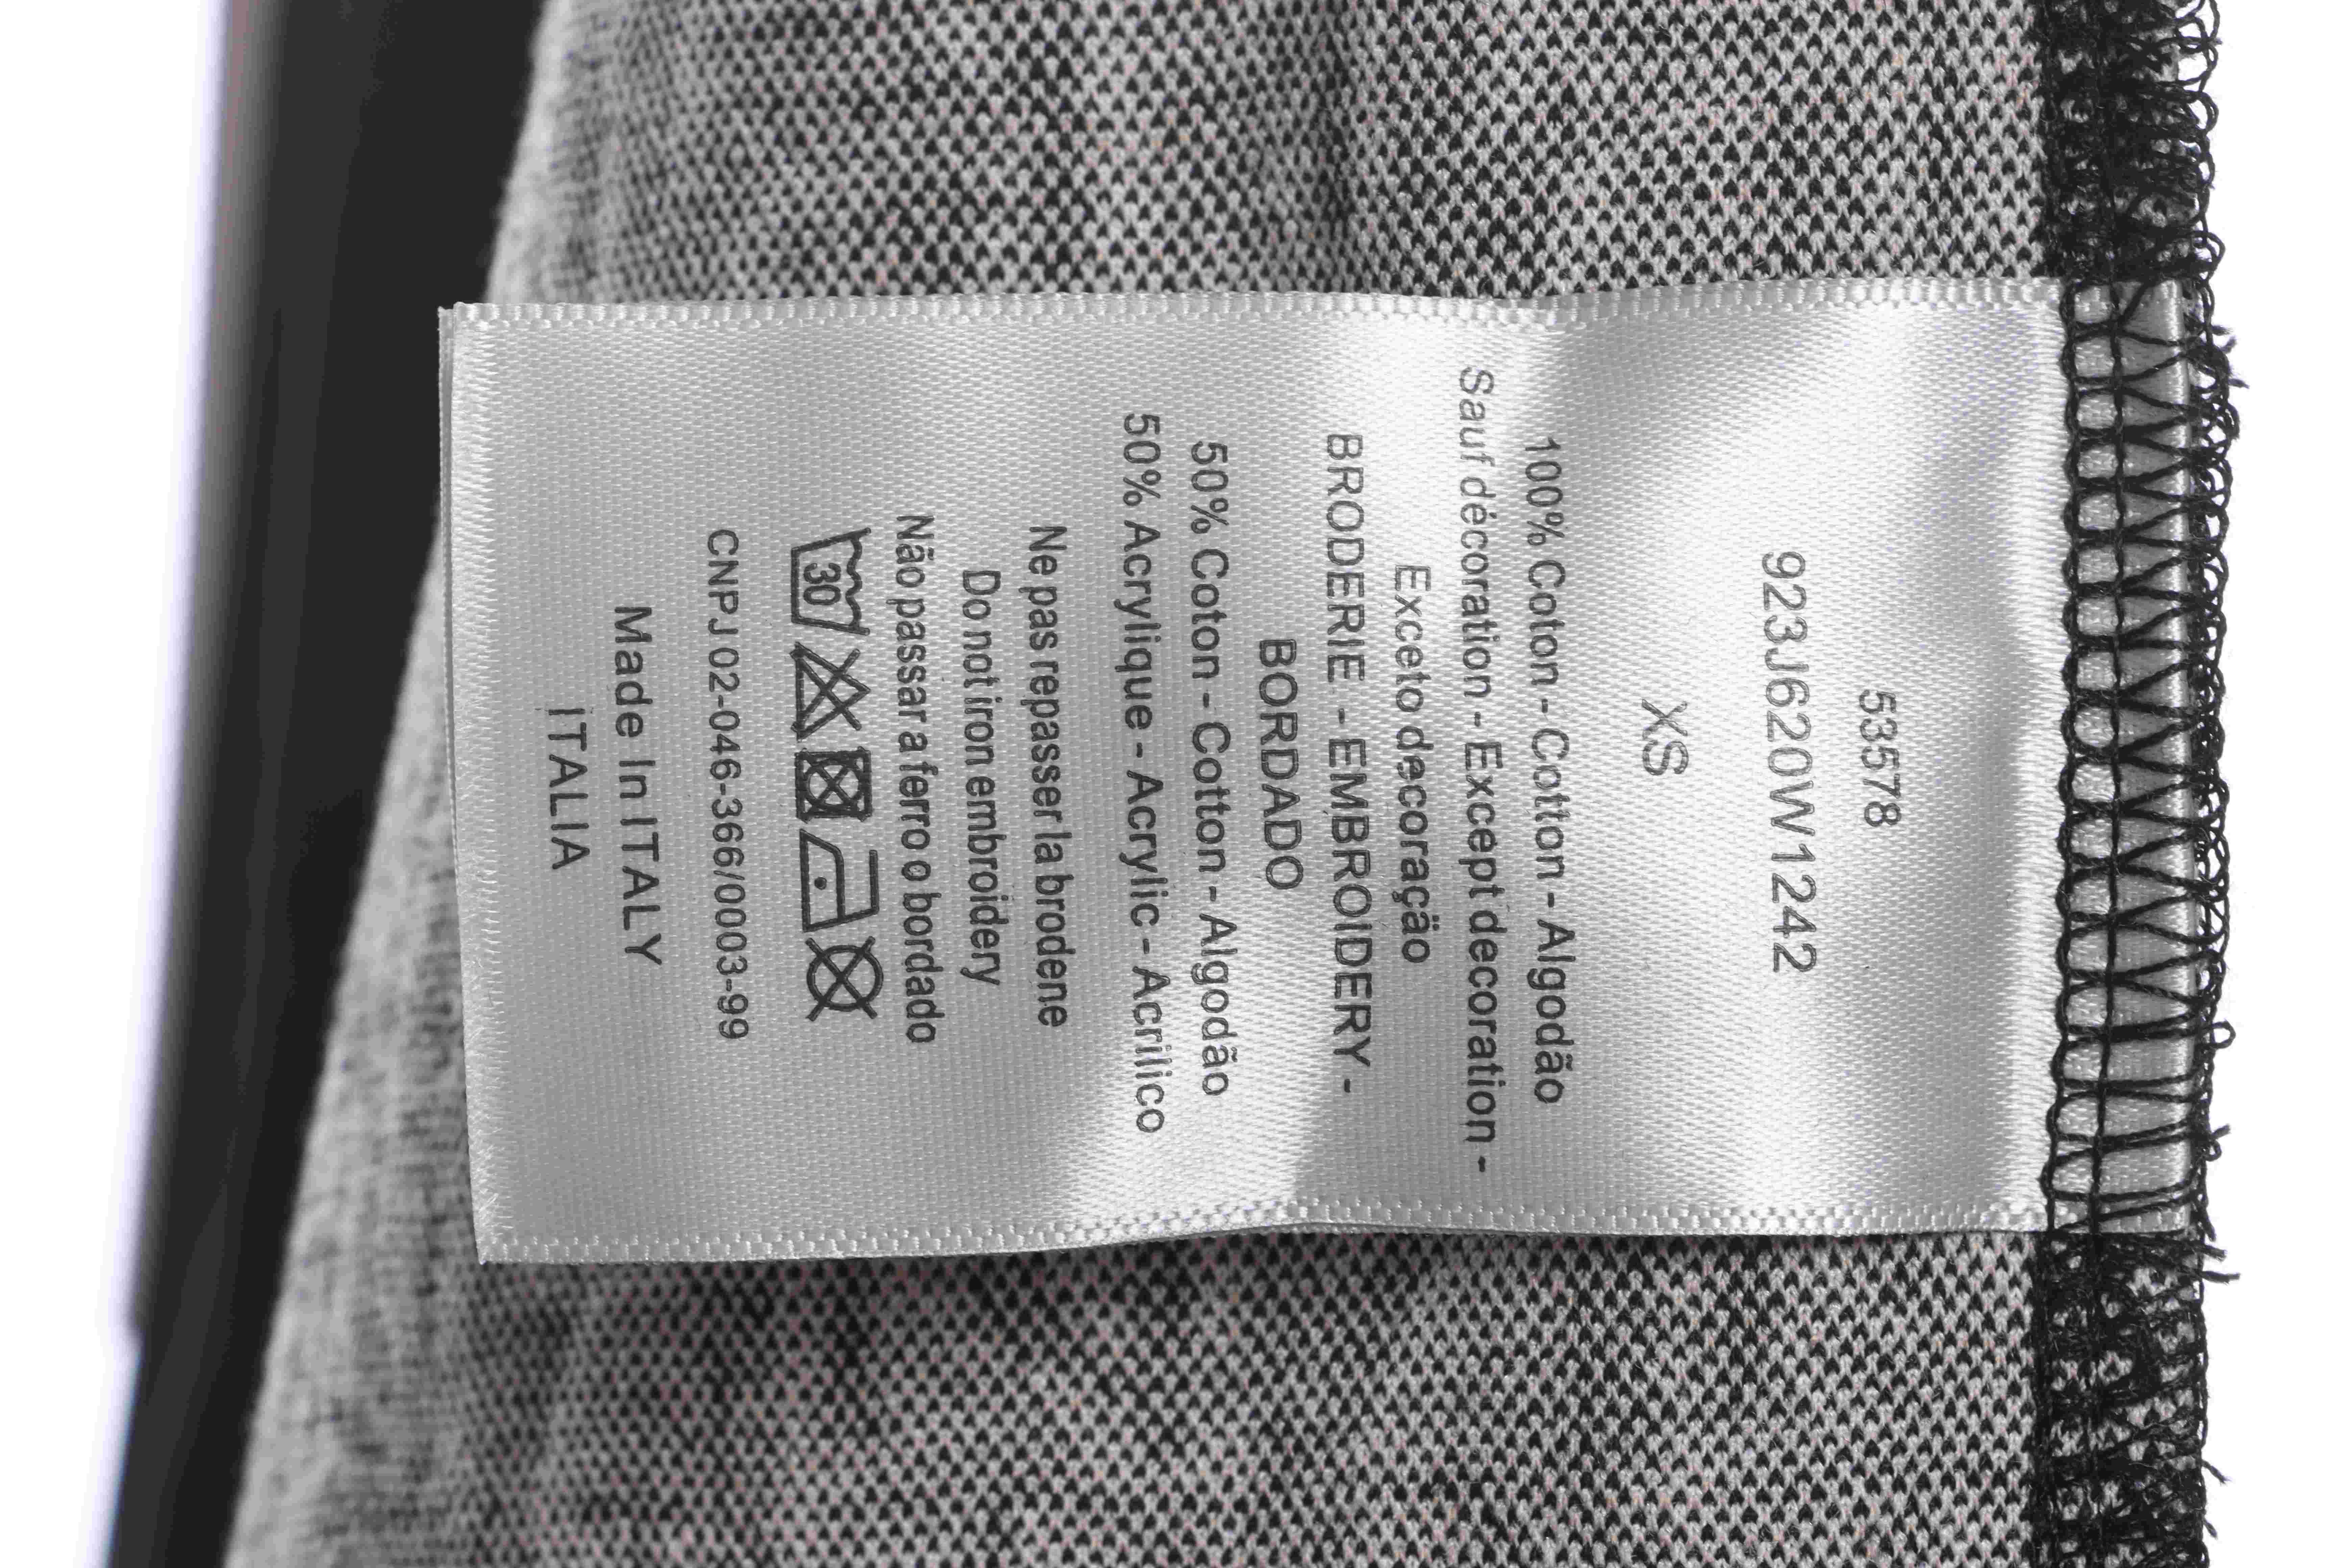 53578
923J620W1242
XS
100% Coton - Cotton - Algodão
Sauf décoration - Except decoration -
Exceto decoração
BRODERIE - EMBROIDERY -
BORDADO
50% Coton - Cotton - Algodão
50% Acrylique - Acrylic - Acrilico
Ne pas repasser la brodene
Do not iron embroidery
Não passar a ferro o bordado
30
CNPJ 02-046-366/0003-99
Made In ITALY
ITALIA